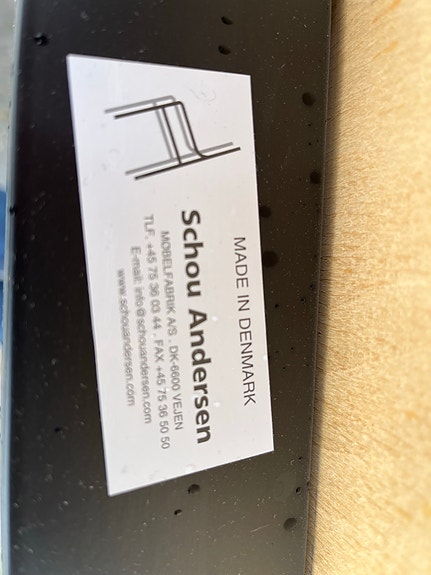 MADE IN DENMARK
Schou Andersen
MØBELFABRIK A/S . DK-6600 VEJEN
TLF. +45 75 36 03 44 . FAX +45 75 36 50 50
E-mail: info@schouandersen.com
www.schouandersen.com